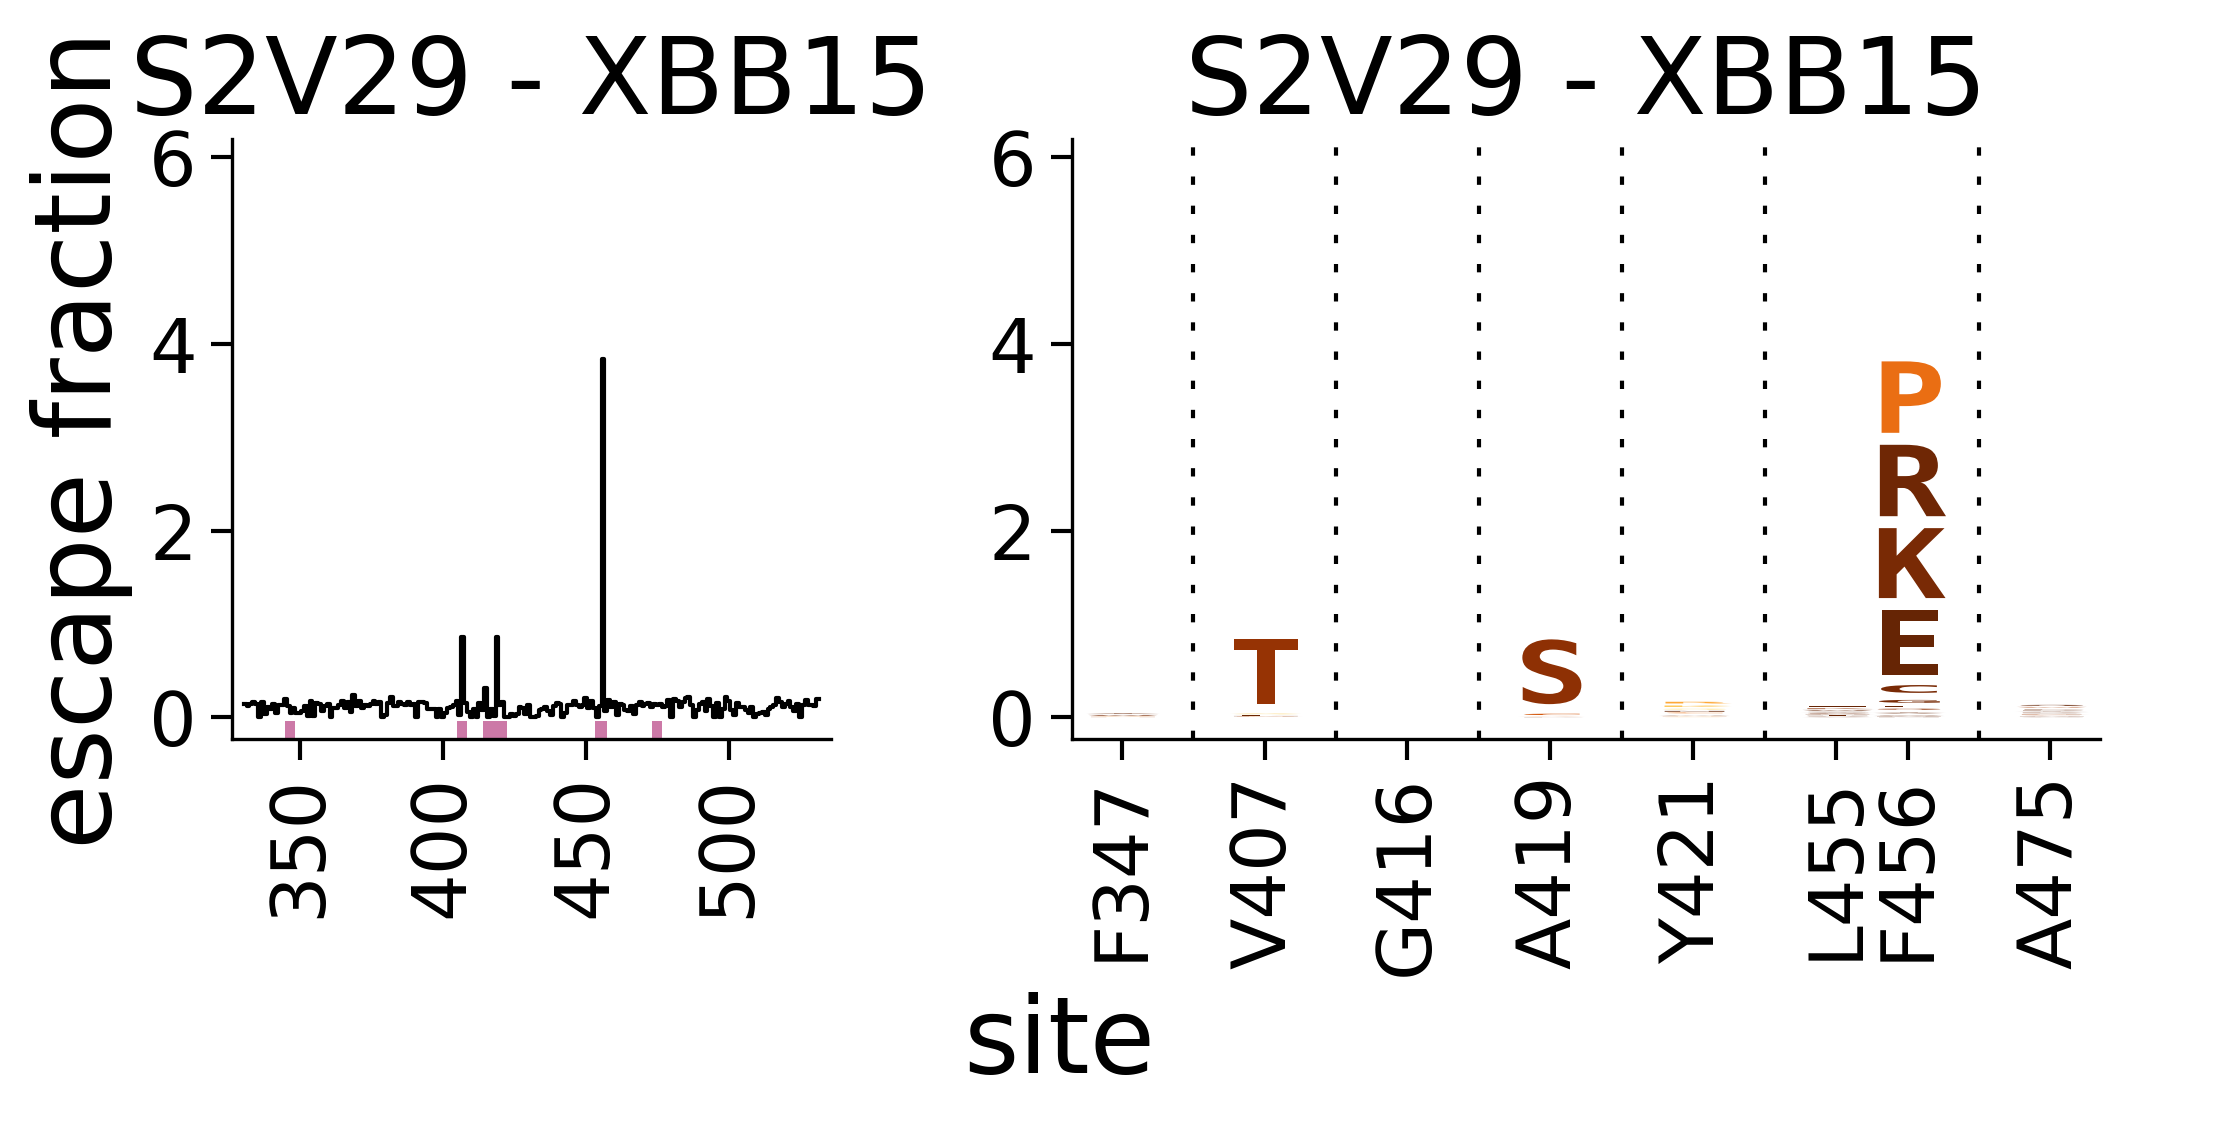 S2V29 - XBB15
S2V29 - XBB15
escape fraction
6
4
2
0
350
400
450
500
6
4
2
0
T
S
P
R
K
E
F347
V407
G416
A419
Y421
L455
F456
A475
site